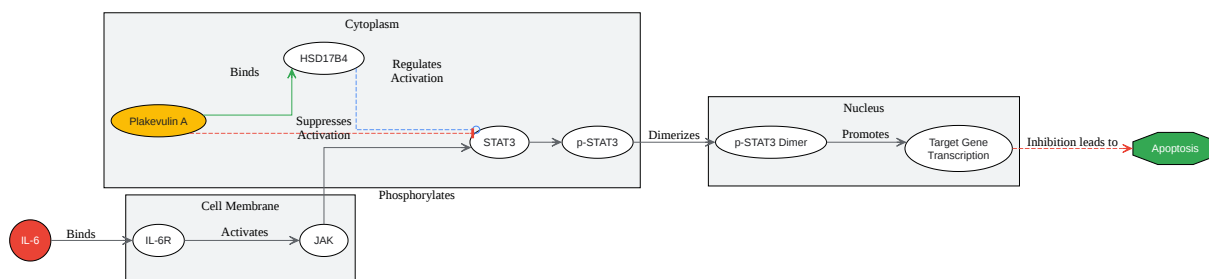 Cytoplasm
HSD17B4
Regulates
Activation
Binds
Plakevulin A
Suppresses
Activation
STAT3
p-STAT3
Dimerizes
Nucleus
p-STAT3 Dimer
Promotes
Target Gene
Transcription
Inhibition leads to
Apoptosis
Phosphorylates
Cell Membrane
IL-6
Binds
IL-6R
Activates
JAK